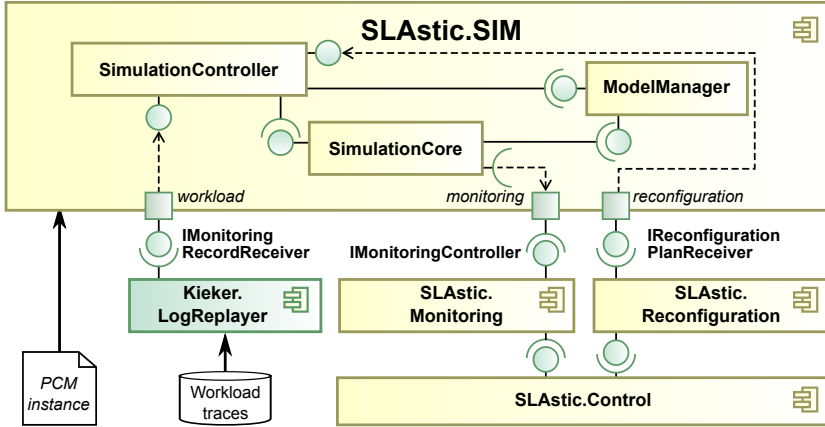 SLAstic.SIM
SimulationController
ModelManager
SimulationCore
workload
monitoring
reconfiguration
IMonitoring
RecordReceiver
IMonitoringController
IReconfiguration
PlanReceiver
Kieker.
LogReplayer
SLAstic.
Monitoring
SLAstic.
Reconfiguration
PCM
instance
Workload
traces
SLAstic.Control